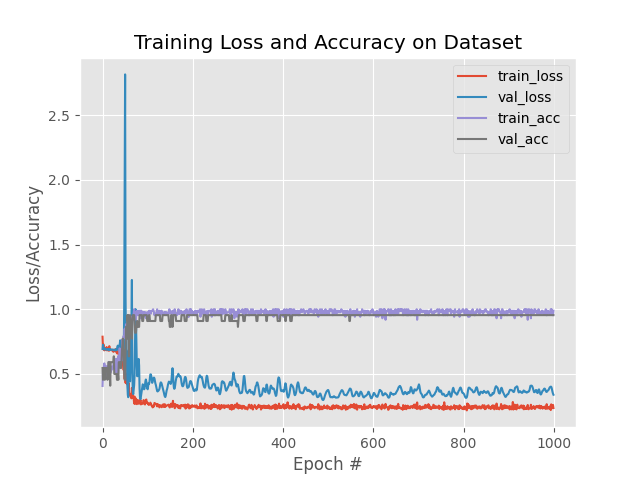 Training Loss and Accuracy on Dataset
train_loss
val_loss
train_acc
val_acc
Loss/Accuracy
2.5
2.0
1.5
1.0
0.5
0
200
400
600
800
1000
Epoch #